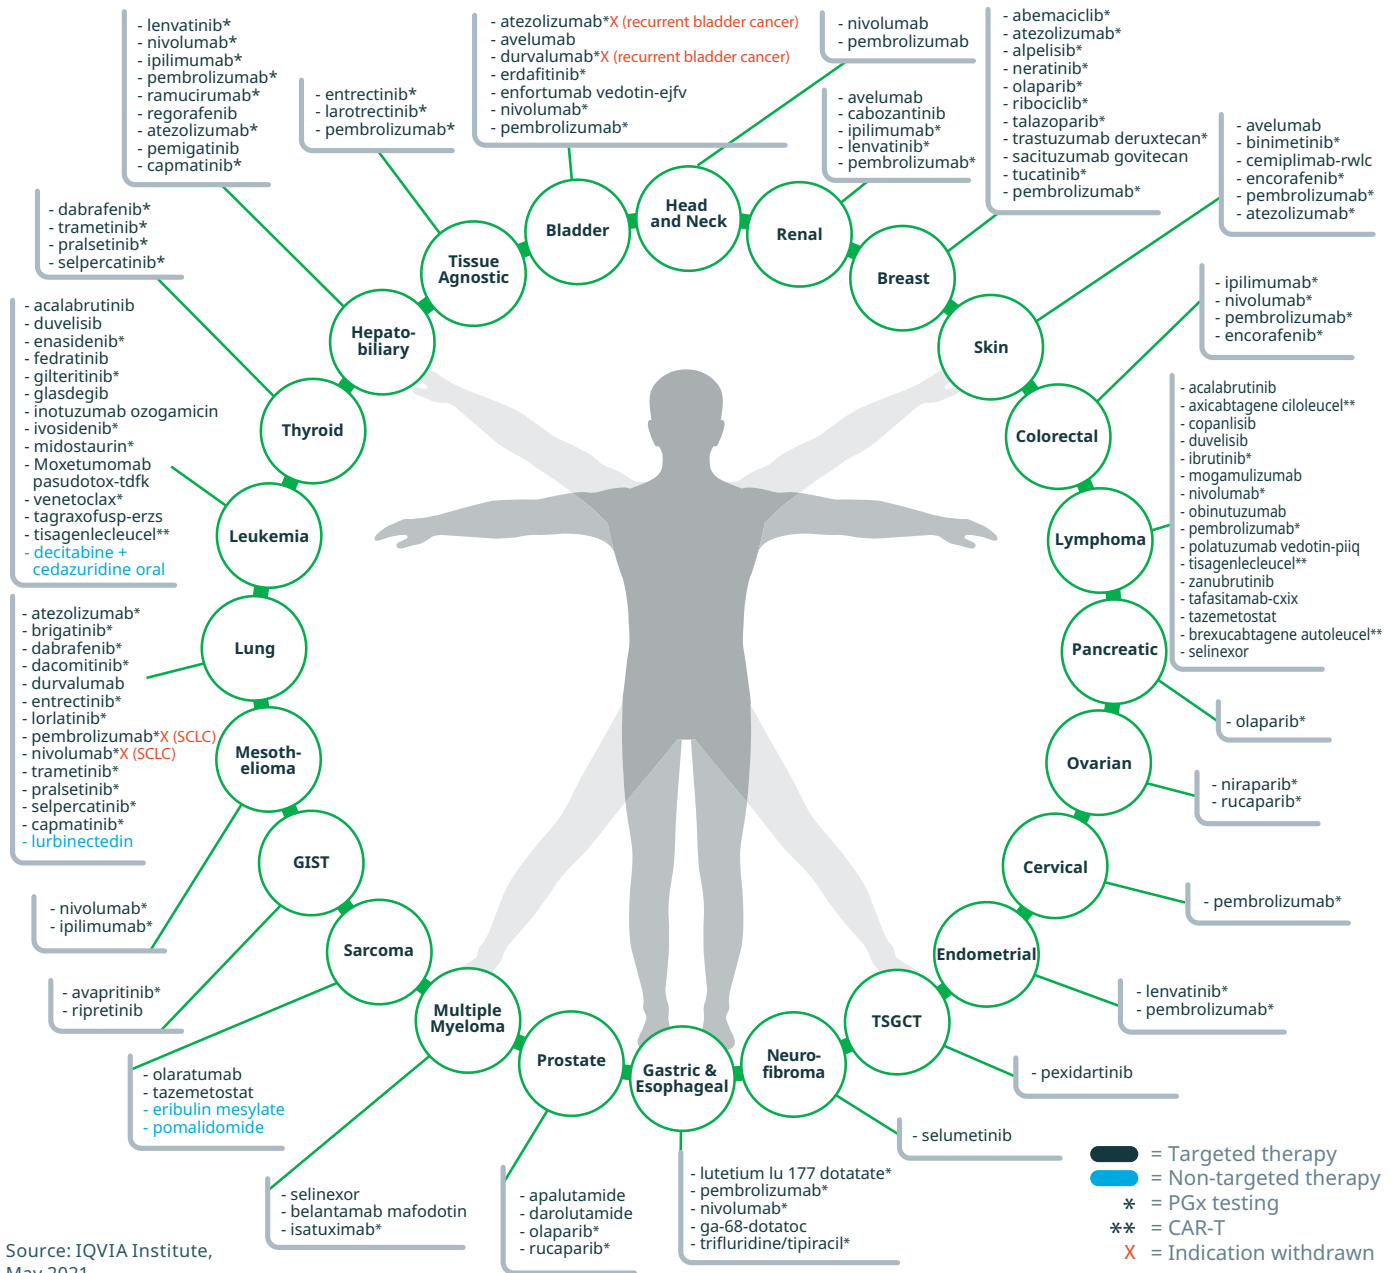 - lenvatinib*
- nivolumab*
- ipilimumab*
- pembrolizumab*
- ramucirumab*
- regorafenib
- atezolizumab*
- pemigatinib
- capmatinib*
- entrectinib*
- larotrectinib*
- pembrolizumab*
- atezolizumab*X (recurrent bladder cancer)
- avelumab
- durvalumab*X (recurrent bladder cancer)
- erdafitinib*
- enfortumab vedotin-ejfv
- nivolumab*
- pembrolizumab*
- nivolumab
- pembrolizumab
- avelumab
- cabozantinib
- ipilimumab*
- lenvatinib*
- pembrolizumab*
- abemaciclib*
- atezolizumab*
- alpelisib*
- neratinib*
- olaparib*
- ribociclib*
- talazoparib*
- trastuzumab deruxtecan*
- sacituzumab govitecan
- tucatinib*
- pembrolizumab*
- avelumab
- binimetinib*
- cemiplimab-rwlc
- encorafenib*
- pembrolizumab*
- atezolizumab*
- dabrafenib*
- trametinib*
- pralsetinib*
- selpercatinib*
Tissue
Agnostic
Bladder
Head
and Neck
Renal
Breast
Skin
Hepato-
biliary
Thyroid
- ipilimumab*
- nivolumab*
- pembrolizumab*
- encorafenib*
Colorectal
- acalabrutinib
- duvelisib
- enasidenib*
- fedratinib
- gilteritinib*
- glasdegib
- inotuzumab ozogamicin
- ivosidenib*
- midostaurin*
- Moxetumomab
pasudotox-tdfk
- venetoclax*
- tagraxofusp-erzs
- tisagenlecleucel**
- decitabine +
cedazuridine oral
Leukemia
- acalabrutinib
- axicabtagene ciloleucel**
- copanlisib
- duvelisib
- ibrutinib*
- mogamulizumab
- nivolumab*
- obinutuzumab
- pembrolizumab*
- polatuzumab vedotin-piiq
- tisagenlecleucel**
- zanubrutinib
- tafasitamab-cxix
- tazemetostat
- brexucabtagene autoleucel**
- selinexor
Lymphoma
Pancreatic
- olaparib*
Lung
- atezolizumab*
- brigatinib*
- dabrafenib*
- dacomitinib*
- durvalumab
- entrectinib*
- lorlatinib*
- pembrolizumab*X (SCLC)
- nivolumab*X (SCLC)
- trametinib*
- pralsetinib*
- selpercatinib*
- capmatinib*
- lurbinectedin
Mesoth-
elioma
Ovarian
- niraparib*
- rucaparib*
GIST
Cervical
- pembrolizumab*
- nivolumab*
- ipilimumab*
Sarcoma
Endometrial
- lenvatinib*
- pembrolizumab*
- avapritinib*
- ripretinib
Multiple
Myeloma
Prostate
Gastric &
Esophageal
Neuro-
fibroma
TSGCT
- pexidartinib
- olaratumab
- tazemetostat
- eribulin mesylate
- pomalidomide
- selumetinib
- selinexor
- belantamab mafodotin
- isatuximab*
- apalutamide
- darolutamide
- olaparib*
- rucaparib*
- lutetium lu 177 dotatate*
- pembrolizumab*
- nivolumab*
- ga-68-dotatoc
- trifluridine/tipiracil*
= Targeted therapy
= Non-targeted therapy
* = PGx testing
** = CAR-T
X = Indication withdrawn
Source: IQVIA Institute,
May 2021